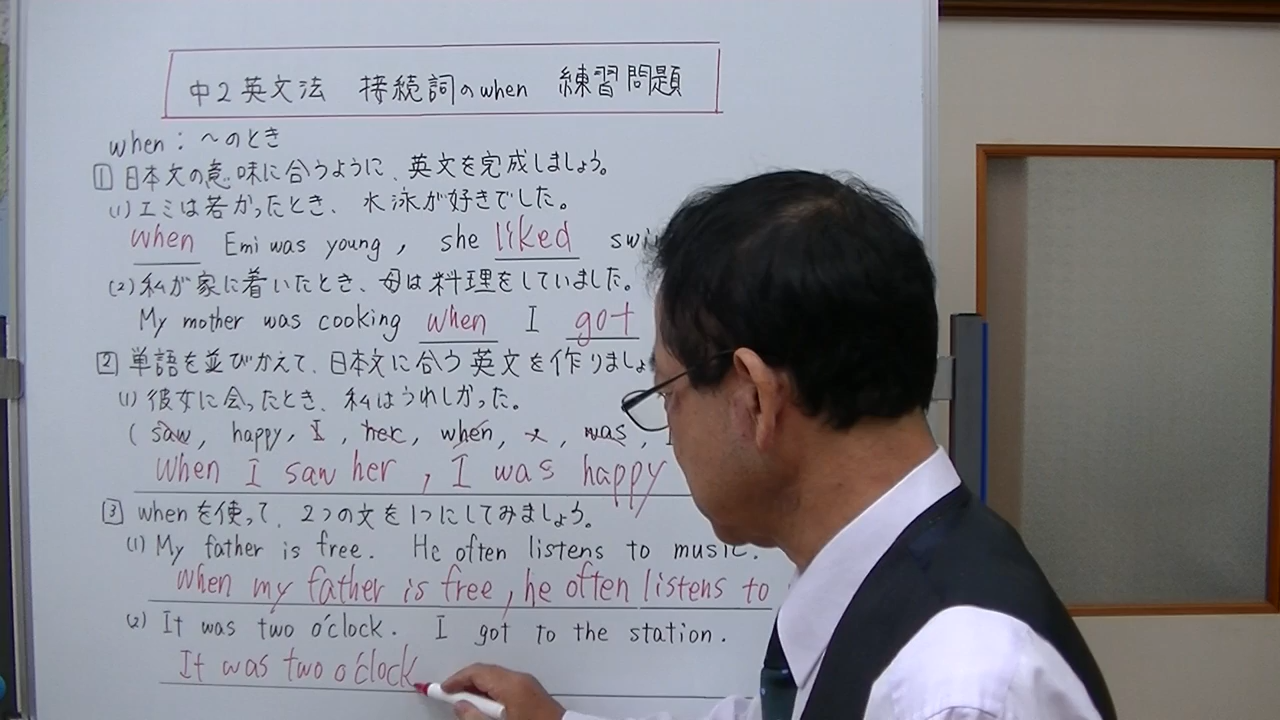 中2英文法 接続詞のwhen 練習問題
when : ～のとき
1 日本文の意味に合うように、英文を完成しましょう。
(1) エミは若かったとき、水泳が好きでした。
when Emi was young, she liked
(2) 私が家に着いたとき、母は料理をしていました。
My mother was cooking when I got
2 単語を並びかえて、日本文に合う英文を作りましょ
(1) 彼女に会ったとき、私はうれしかった。
( saw, happy, I, her, when, was,
When I saw her, I was happy
3 whenを使って、2つの文を1つにしてみましょう。
(1) My father is free. He often listens to music.
When my father is free, he often listens to
(2) It was two o'clock. I got to the station.
It was two o'clock